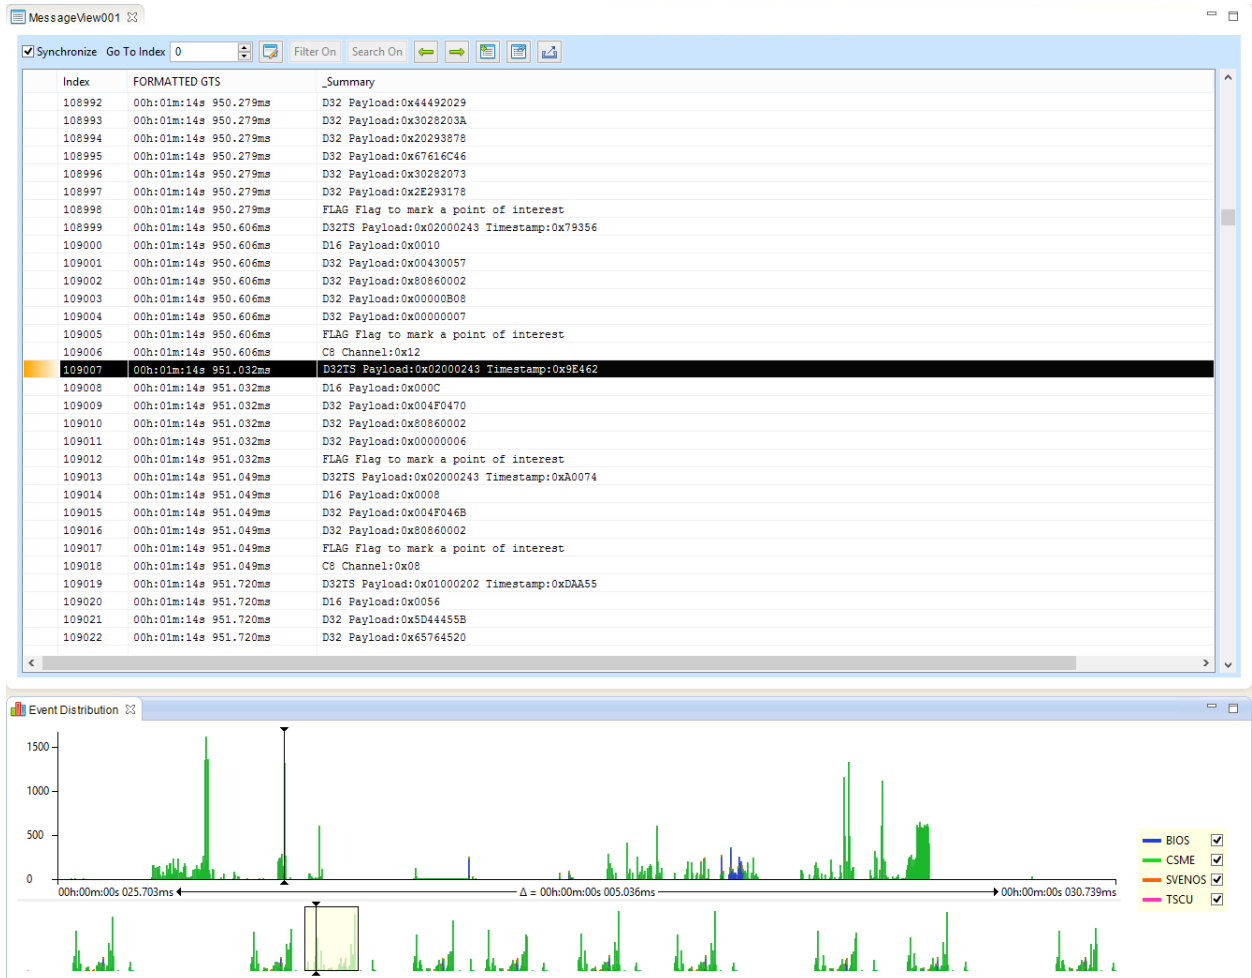 MessageView001
Synchronize Go To Index 0 Filter On Search On
Index FORMATTED GTS _Summary
108992 00h:01m:14s 950.279ms D32 Payload:0x44492029
108993 00h:01m:14s 950.279ms D32 Payload:0x3028203A
108994 00h:01m:14s 950.279ms D32 Payload:0x20293878
108995 00h:01m:14s 950.279ms D32 Payload:0x67616C46
108996 00h:01m:14s 950.279ms D32 Payload:0x30282073
108997 00h:01m:14s 950.279ms D32 Payload:0x2E293178
108998 00h:01m:14s 950.279ms FLAG Flag to mark a point of interest
108999 00h:01m:14s 950.606ms D32TS Payload:0x02000243 Timestamp:0x79356
109000 00h:01m:14s 950.606ms D16 Payload:0x0010
109001 00h:01m:14s 950.606ms D32 Payload:0x00430057
109002 00h:01m:14s 950.606ms D32 Payload:0x80860002
109003 00h:01m:14s 950.606ms D32 Payload:0x00000B08
109004 00h:01m:14s 950.606ms D32 Payload:0x00000007
109005 00h:01m:14s 950.606ms FLAG Flag to mark a point of interest
109006 00h:01m:14s 950.606ms C8 Channel:0x12
109007 00h:01m:14s 951.032ms D32TS Payload:0x02000243 Timestamp:0x9E462
109008 00h:01m:14s 951.032ms D16 Payload:0x000C
109009 00h:01m:14s 951.032ms D32 Payload:0x004F0470
109010 00h:01m:14s 951.032ms D32 Payload:0x80860002
109011 00h:01m:14s 951.032ms D32 Payload:0x00000006
109012 00h:01m:14s 951.032ms FLAG Flag to mark a point of interest
109013 00h:01m:14s 951.049ms D32TS Payload:0x02000243 Timestamp:0xA0074
109014 00h:01m:14s 951.049ms D16 Payload:0x0008
109015 00h:01m:14s 951.049ms D32 Payload:0x004F046B
109016 00h:01m:14s 951.049ms D32 Payload:0x80860002
109017 00h:01m:14s 951.049ms FLAG Flag to mark a point of interest
109018 00h:01m:14s 951.049ms C8 Channel:0x08
109019 00h:01m:14s 951.720ms D32TS Payload:0x01000202 Timestamp:0xDAA55
109020 00h:01m:14s 951.720ms D16 Payload:0x0056
109021 00h:01m:14s 951.720ms D32 Payload:0x5D44455B
109022 00h:01m:14s 951.720ms D32 Payload:0x65764520
Event Distribution
1500
1000
500
0
00h:00m:00s 025.703ms Δ = 00h:00m:00s 005.036ms 00h:00m:00s 030.739ms
BIOS
CSME
SVENOS
TSCU